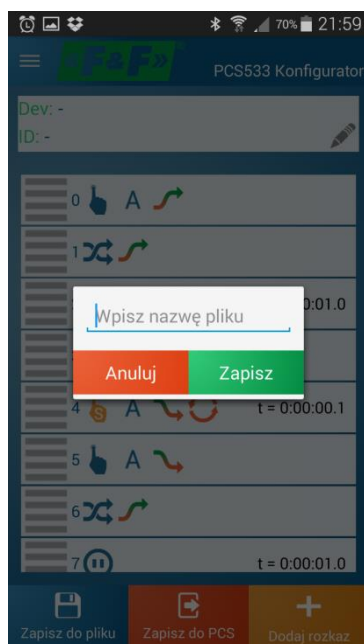 70% 21:59
«F&F»
PCS533 Konfigurator
Dev: -
ID: -
0 A
1
0:01.0
Wpisz nazwę pliku
Anuluj Zapisz
4 S A t = 0:00:00.1
5 A
6
7 t = 0:00:01.0
Zapisz do pliku Zapisz do PCS Dodaj rozkaz